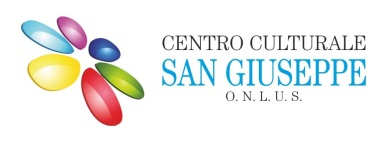 CENTRO CULTURALE
SAN GIUSEPPE
O. N. L. U. S.